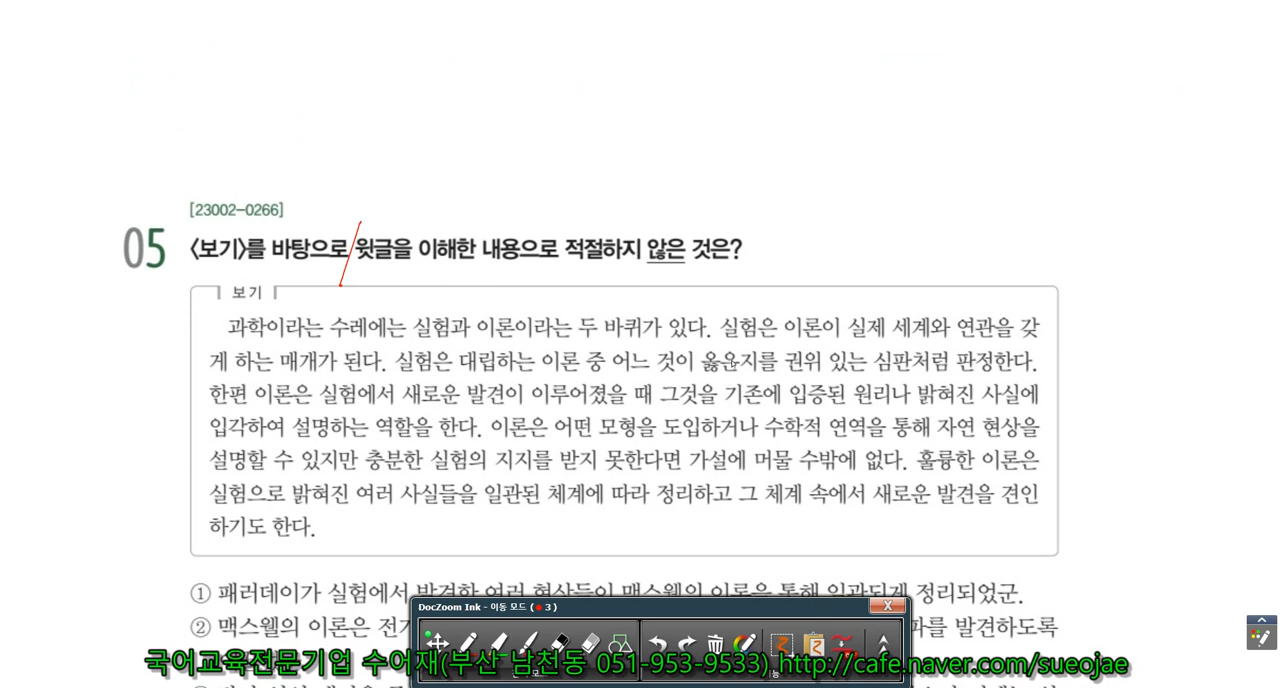 [23002-0266]
05 <보기>를 바탕으로 윗글을 이해한 내용으로 적절하지 않은 것은?
보기
과학이라는 수레에는 실험과 이론이라는 두 바퀴가 있다. 실험은 이론이 실제 세계와 연관을 갖
게 하는 매개가 된다. 실험은 대립하는 이론 중 어느 것이 옳은지를 권위 있는 심판처럼 판정한다.
한편 이론은 실험에서 새로운 발견이 이루어졌을 때 그것을 기존에 입증된 원리나 밝혀진 사실에
입각하여 설명하는 역할을 한다. 이론은 어떤 모형을 도입하거나 수학적 연역을 통해 자연 현상을
설명할 수 있지만 충분한 실험의 지지를 받지 못한다면 가설에 머물 수밖에 없다. 훌륭한 이론은
실험으로 밝혀진 여러 사실들을 일관된 체계에 따라 정리하고 그 체계 속에서 새로운 발견을 견인
하기도 한다.
① 패러데이가 실험에서 발견한 여러 현상들이 맥스웰의 이론을 통해 일관되게 정리되었군.
DocZoom Ink - 이동 모드 ( 3 )
X
② 맥스웰의 이론은 전기 파를 발견하도록
국어교육전문기업 수어재(부산 남천동 051-953-9533) http://cafe.naver.com/sueojae